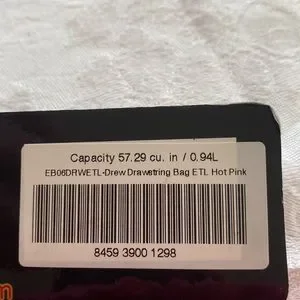 Capacity 57.29 cu. in / 0.94L
EB06DRWETL-Drew Drawstring Bag ETL Hot Pink
8459 3900 1298